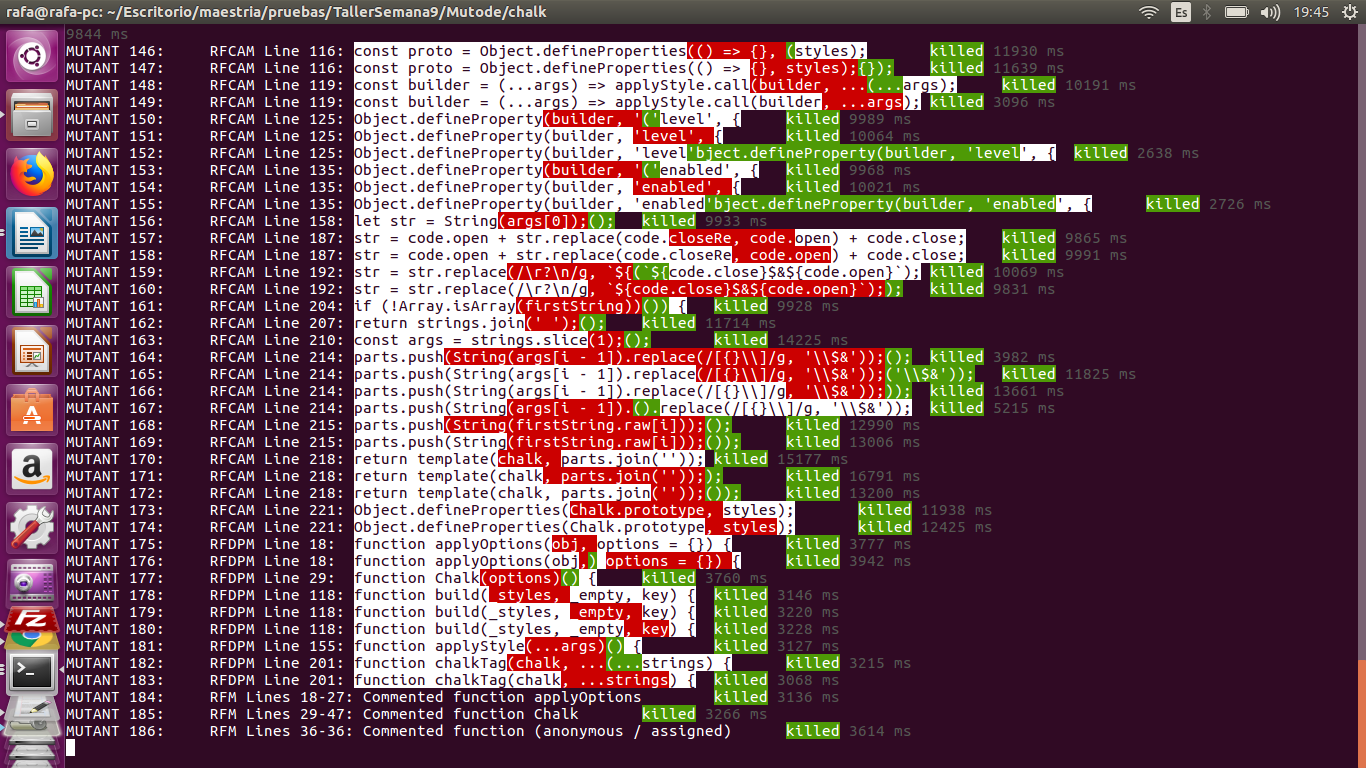 rafa@rafa-pc: ~/Escritorio/maestria/pruebas/TallerSemana9/Mutode/chalk Es 19:45
9844 ms
MUTANT 146: RFCAM Line 116: const proto = Object.defineProperties(() => {}, (styles); killed 11930 ms
MUTANT 147: RFCAM Line 116: const proto = Object.defineProperties(() => {}, styles);{}); killed 11639 ms
MUTANT 148: RFCAM Line 119: const builder = (...args) => applyStyle.call(builder, ...(...args); killed 10191 ms
MUTANT 149: RFCAM Line 119: const builder = (...args) => applyStyle.call(builder, ...args); killed 3096 ms
MUTANT 150: RFCAM Line 125: Object.defineProperty(builder, '('level', { killed 9989 ms
MUTANT 151: RFCAM Line 125: Object.defineProperty(builder, 'level', { killed 10064 ms
MUTANT 152: RFCAM Line 125: Object.defineProperty(builder, 'level'bject.defineProperty(builder, 'level', { killed 2638 ms
MUTANT 153: RFCAM Line 135: Object.defineProperty(builder, '('enabled', { killed 9968 ms
MUTANT 154: RFCAM Line 135: Object.defineProperty(builder, 'enabled', { killed 10021 ms
MUTANT 155: RFCAM Line 135: Object.defineProperty(builder, 'enabled'bject.defineProperty(builder, 'enabled', { killed 2726 ms
MUTANT 156: RFCAM Line 158: let str = String(args[0]);(); killed 9933 ms
MUTANT 157: RFCAM Line 187: str = code.open + str.replace(code.closeRe, code.open) + code.close; killed 9865 ms
MUTANT 158: RFCAM Line 187: str = code.open + str.replace(code.closeRe, code.open) + code.close; killed 9991 ms
MUTANT 159: RFCAM Line 192: str = str.replace(/\r?\n/g, `${(`${code.close}$&${code.open}`); killed 10069 ms
MUTANT 160: RFCAM Line 192: str = str.replace(/\r?\n/g, `${code.close}$&${code.open}`);); killed 9831 ms
MUTANT 161: RFCAM Line 204: if (!Array.isArray(firstString))()) { killed 9928 ms
MUTANT 162: RFCAM Line 207: return strings.join(' ');(); killed 11714 ms
MUTANT 163: RFCAM Line 210: const args = strings.slice(1);(); killed 14225 ms
MUTANT 164: RFCAM Line 214: parts.push(String(args[i - 1]).replace(/[{}\\]/g, '\\$&'));(); killed 3982 ms
MUTANT 165: RFCAM Line 214: parts.push(String(args[i - 1]).replace(/[{}\\]/g, '\\$&'));('\\$&')); killed 11825 ms
MUTANT 166: RFCAM Line 214: parts.push(String(args[i - 1]).replace(/[{}\\]/g, '\\$&'));)); killed 13661 ms
MUTANT 167: RFCAM Line 214: parts.push(String(args[i - 1]).().replace(/[{}\\]/g, '\\$&')); killed 5215 ms
MUTANT 168: RFCAM Line 215: parts.push(String(firstString.raw[i]));(); killed 12990 ms
MUTANT 169: RFCAM Line 215: parts.push(String(firstString.raw[i]));()); killed 13006 ms
MUTANT 170: RFCAM Line 218: return template(chalk, parts.join('')); killed 15177 ms
MUTANT 171: RFCAM Line 218: return template(chalk, parts.join(''));); killed 16791 ms
MUTANT 172: RFCAM Line 218: return template(chalk, parts.join(''));()); killed 13200 ms
MUTANT 173: RFCAM Line 221: Object.defineProperties(Chalk.prototype, styles); killed 11938 ms
MUTANT 174: RFCAM Line 221: Object.defineProperties(Chalk.prototype, styles); killed 12425 ms
MUTANT 175: RFDPM Line 18: function applyOptions(obj, options = {}) { killed 3777 ms
MUTANT 176: RFDPM Line 18: function applyOptions(obj,) options = {}) { killed 3942 ms
MUTANT 177: RFDPM Line 29: function Chalk(options)() { killed 3760 ms
MUTANT 178: RFDPM Line 118: function build(_styles, _empty, key) { killed 3146 ms
MUTANT 179: RFDPM Line 118: function build(_styles, _empty, key) { killed 3220 ms
MUTANT 180: RFDPM Line 118: function build(_styles, _empty, key) { killed 3228 ms
MUTANT 181: RFDPM Line 155: function applyStyle(...args)() { killed 3127 ms
MUTANT 182: RFDPM Line 201: function chalkTag(chalk, ...(...strings) { killed 3215 ms
MUTANT 183: RFDPM Line 201: function chalkTag(chalk, ...strings) { killed 3068 ms
MUTANT 184: RFM Lines 18-27: Commented function applyOptions killed 3136 ms
MUTANT 185: RFM Lines 29-47: Commented function Chalk killed 3266 ms
MUTANT 186: RFM Lines 36-36: Commented function (anonymous / assigned) killed 3614 ms